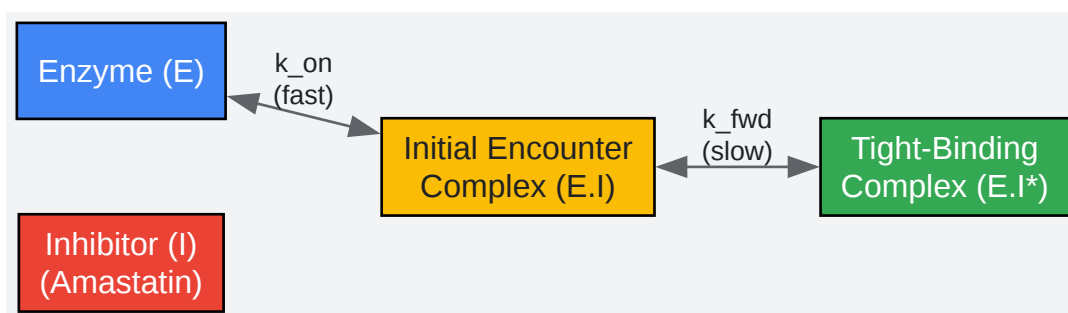 Enzyme (E)
k_on
(fast)
Initial Encounter
Complex (E.I)
k_fwd
(slow)
Tight-Binding
Complex (E.I*)
Inhibitor (I)
(Amastatin)